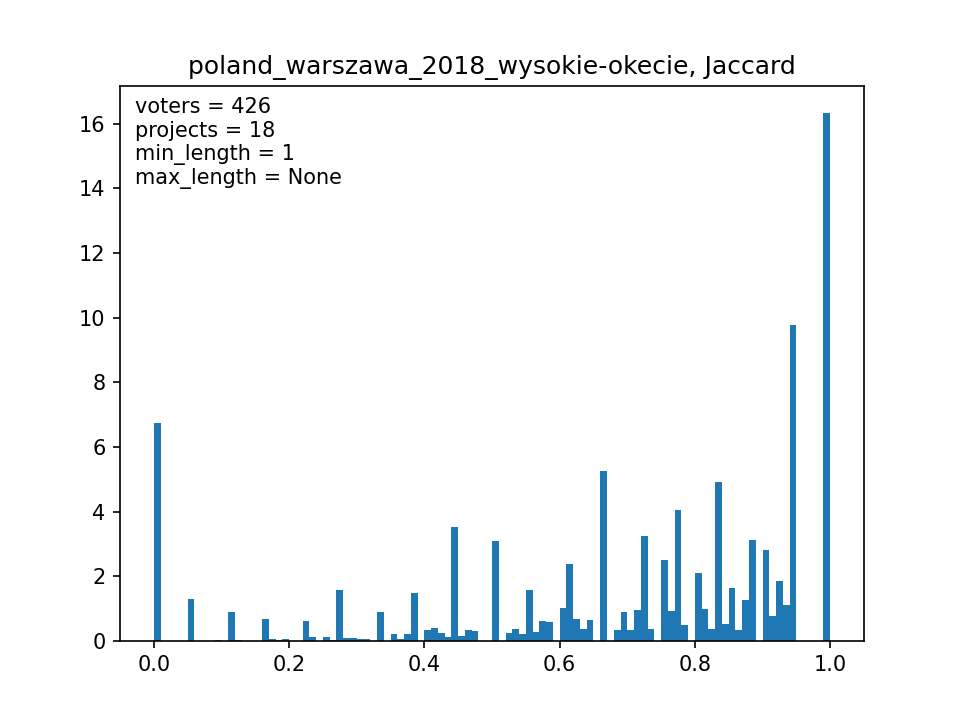 poland_warszawa_2018_wysokie-okecie, Jaccard
voters = 426
projects = 18
min_length = 1
max_length = None
16
14
12
10
8
6
4
2
0
0.0 0.2 0.4 0.6 0.8 1.0